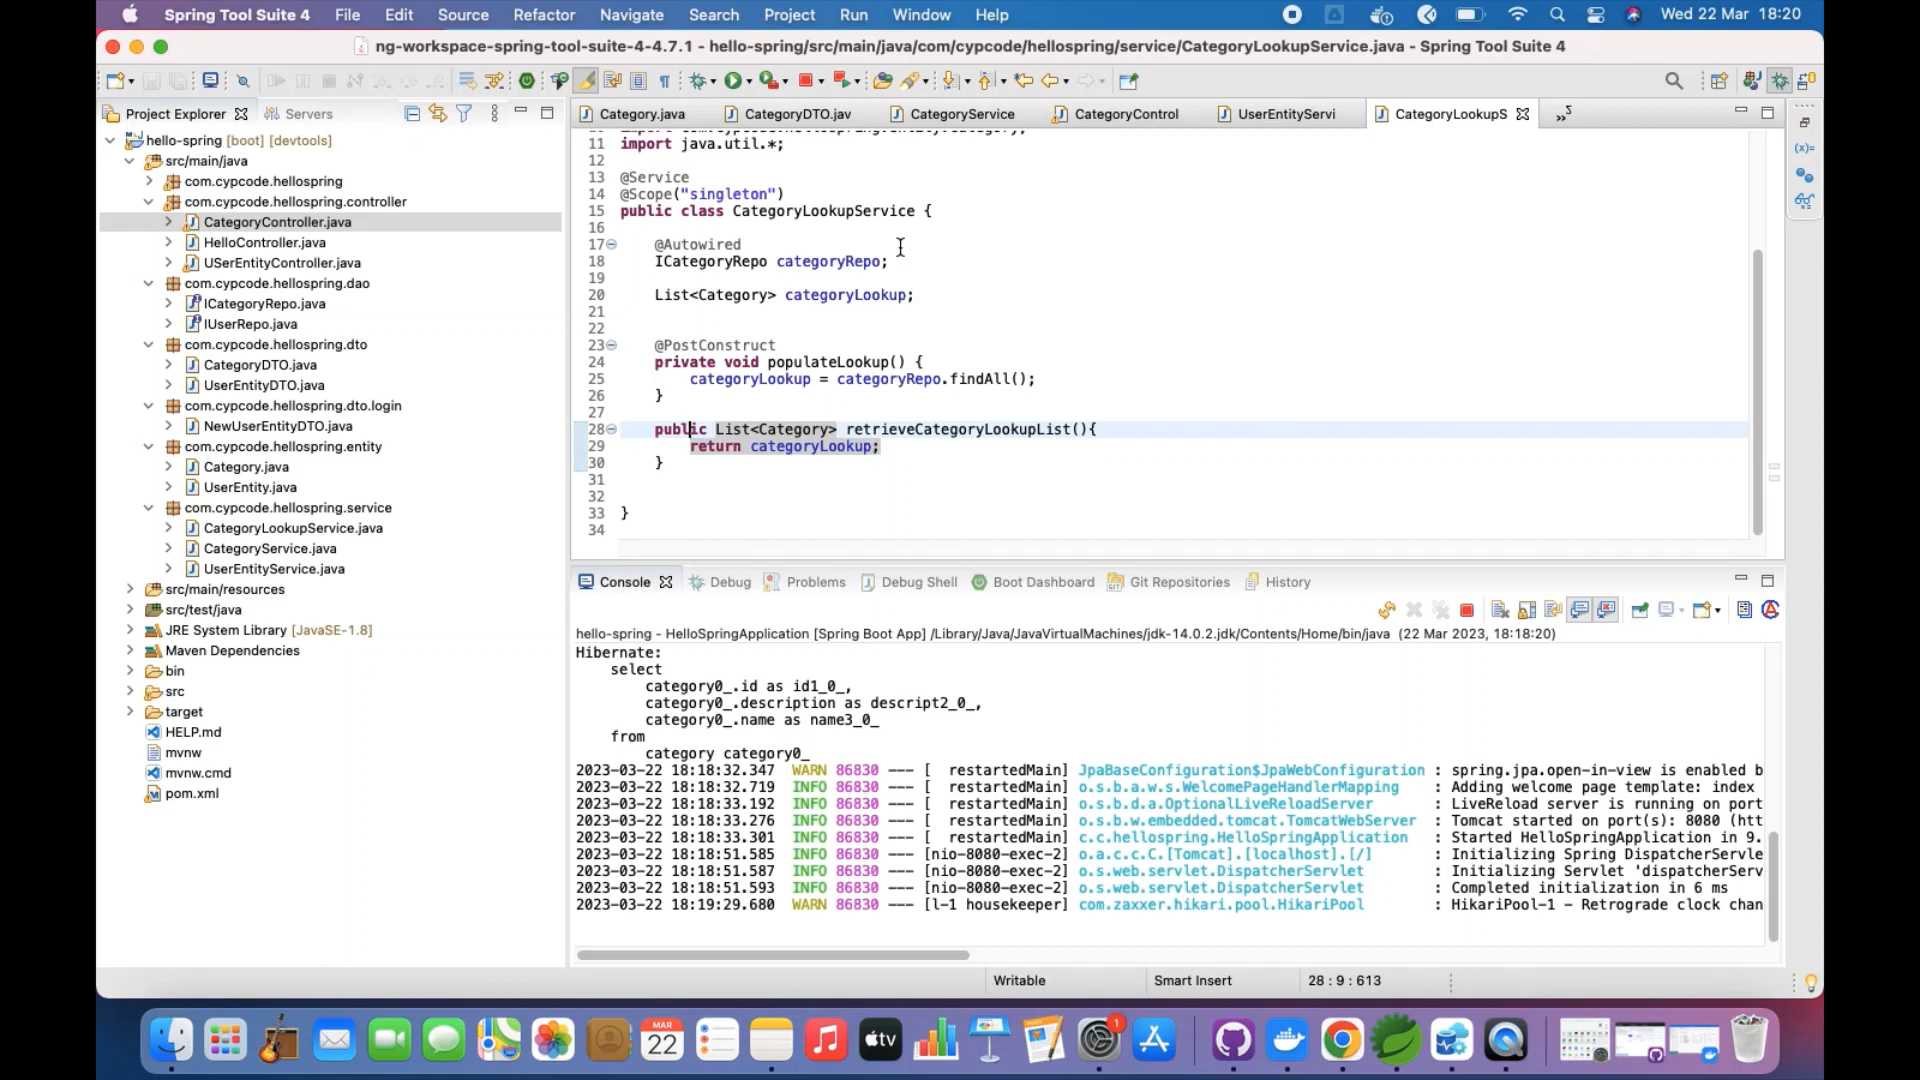 Spring Tool Suite 4 File Edit Source Refactor Navigate Search Project Run Window Help Wed 22 Mar 18:20
ng-workspace-spring-tool-suite-4-4.7.1 - hello-spring/src/main/java/com/cypcode/hellospring/service/CategoryLookupService.java - Spring Tool Suite 4
Project Explorer Servers
hello-spring [boot] [devtools]
src/main/java
com.cypcode.hellospring
com.cypcode.hellospring.controller
CategoryController.java
HelloController.java
USerEntityController.java
com.cypcode.hellospring.dao
ICategoryRepo.java
IUserRepo.java
com.cypcode.hellospring.dto
CategoryDTO.java
UserEntityDTO.java
com.cypcode.hellospring.dto.login
NewUserEntityDTO.java
com.cypcode.hellospring.entity
Category.java
UserEntity.java
com.cypcode.hellospring.service
CategoryLookupService.java
CategoryService.java
UserEntityService.java
src/main/resources
src/test/java
JRE System Library [JavaSE-1.8]
Maven Dependencies
bin
src
target
HELP.md
mvnw
mvnw.cmd
pom.xml
Category.java CategoryDTO.jav CategoryService CategoryControl UserEntityServi CategoryLookupS »5
11 import java.util.*;
12
13 @Service
14 @Scope("singleton")
15 public class CategoryLookupService {
16
17 @Autowired
18 ICategoryRepo categoryRepo;
19
20 List<Category> categoryLookup;
21
22
23 @PostConstruct
24 private void populateLookup() {
25 categoryLookup = categoryRepo.findAll();
26 }
27
28 public List<Category> retrieveCategoryLookupList(){
29 return categoryLookup;
30 }
31
32
33 }
34
(x)=
Console Debug Problems Debug Shell Boot Dashboard Git Repositories History
hello-spring - HelloSpringApplication [Spring Boot App] /Library/Java/JavaVirtualMachines/jdk-14.0.2.jdk/Contents/Home/bin/java (22 Mar 2023, 18:18:20)
Hibernate:
select
category0_.id as id1_0_,
category0_.description as descript2_0_,
category0_.name as name3_0_
from
category category0_
2023-03-22 18:18:32.347 WARN 86830 --- [ restartedMain] JpaBaseConfiguration$JpaWebConfiguration : spring.jpa.open-in-view is enabled b
2023-03-22 18:18:32.719 INFO 86830 --- [ restartedMain] o.s.b.a.w.s.WelcomePageHandlerMapping : Adding welcome page template: index
2023-03-22 18:18:33.192 INFO 86830 --- [ restartedMain] o.s.b.d.a.OptionalLiveReloadServer : LiveReload server is running on port
2023-03-22 18:18:33.276 INFO 86830 --- [ restartedMain] o.s.b.w.embedded.tomcat.TomcatWebServer : Tomcat started on port(s): 8080 (htt
2023-03-22 18:18:33.301 INFO 86830 --- [ restartedMain] c.c.hellospring.HelloSpringApplication : Started HelloSpringApplication in 9.
2023-03-22 18:18:51.585 INFO 86830 --- [nio-8080-exec-2] o.a.c.c.C.[Tomcat].[localhost].[/] : Initializing Spring DispatcherServle
2023-03-22 18:18:51.587 INFO 86830 --- [nio-8080-exec-2] o.s.web.servlet.DispatcherServlet : Initializing Servlet 'dispatcherServ
2023-03-22 18:18:51.593 INFO 86830 --- [nio-8080-exec-2] o.s.web.servlet.DispatcherServlet : Completed initialization in 6 ms
2023-03-22 18:19:29.680 WARN 86830 --- [l-1 housekeeper] com.zaxxer.hikari.pool.HikariPool : HikariPool-1 - Retrograde clock chan
Writable Smart Insert 28 : 9 : 613
MAR
22
tv
1